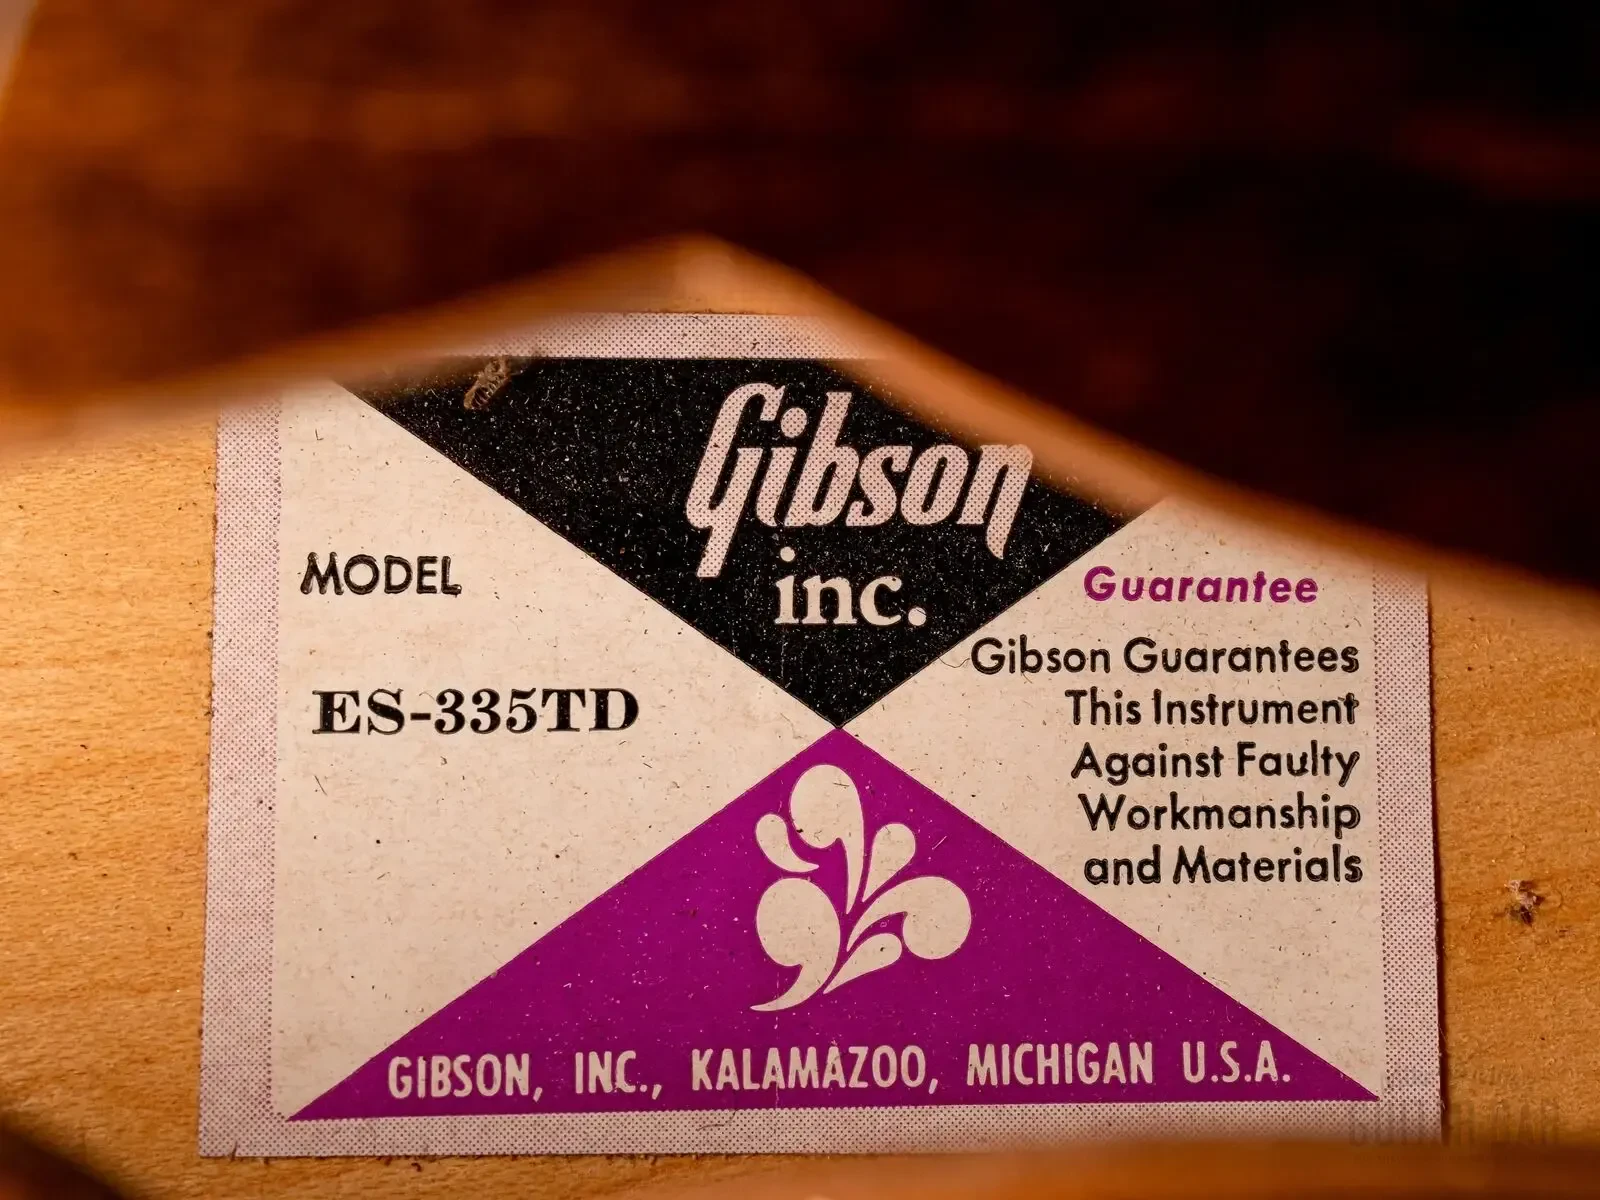 Gibson
inc.
MODEL
ES-335TD
Guarantee
Gibson Guarantees
This Instrument
Against Faulty
Workmanship
and Materials
GIBSON, INC., KALAMAZOO, MICHIGAN U.S.A.